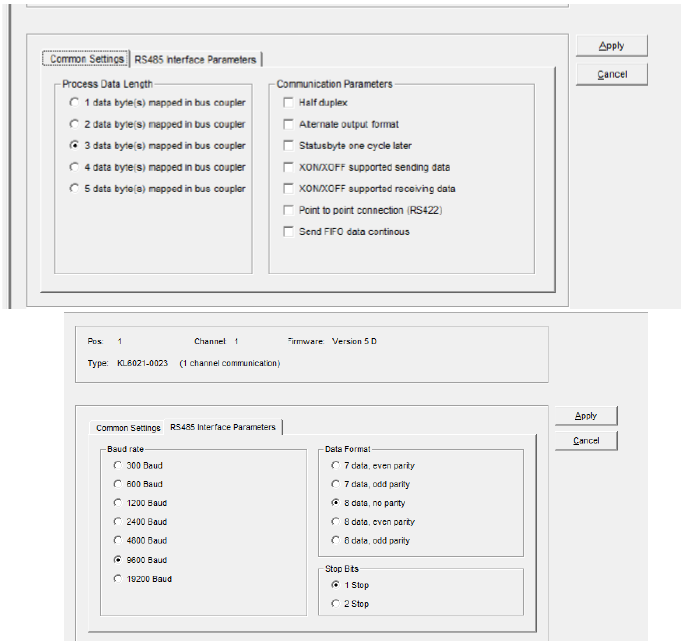 Common Settings RS485 Interface Parameters
Apply
Cancel
Process Data Length
1 data byte(s) mapped in bus coupler
2 data byte(s) mapped in bus coupler
3 data byte(s) mapped in bus coupler
4 data byte(s) mapped in bus coupler
5 data byte(s) mapped in bus coupler
Communication Parameters
Half duplex
Alternate output format
Statusbyte one cycle later
XON/XOFF supported sending data
XON/XOFF supported receiving data
Point to point connection (RS422)
Send FIFO data continous
Pos: 1 Channel: 1 Firmware: Version 5 D
Type: KL6021-0023 (1 channel communication)
Common Settings RS485 Interface Parameters
Apply
Cancel
Baud rate
300 Baud
600 Baud
1200 Baud
2400 Baud
4800 Baud
9600 Baud
19200 Baud
Data Format
7 data, even parity
7 data, odd parity
8 data, no parity
8 data, even parity
8 data, odd parity
Stop Bits
1 Stop
2 Stop